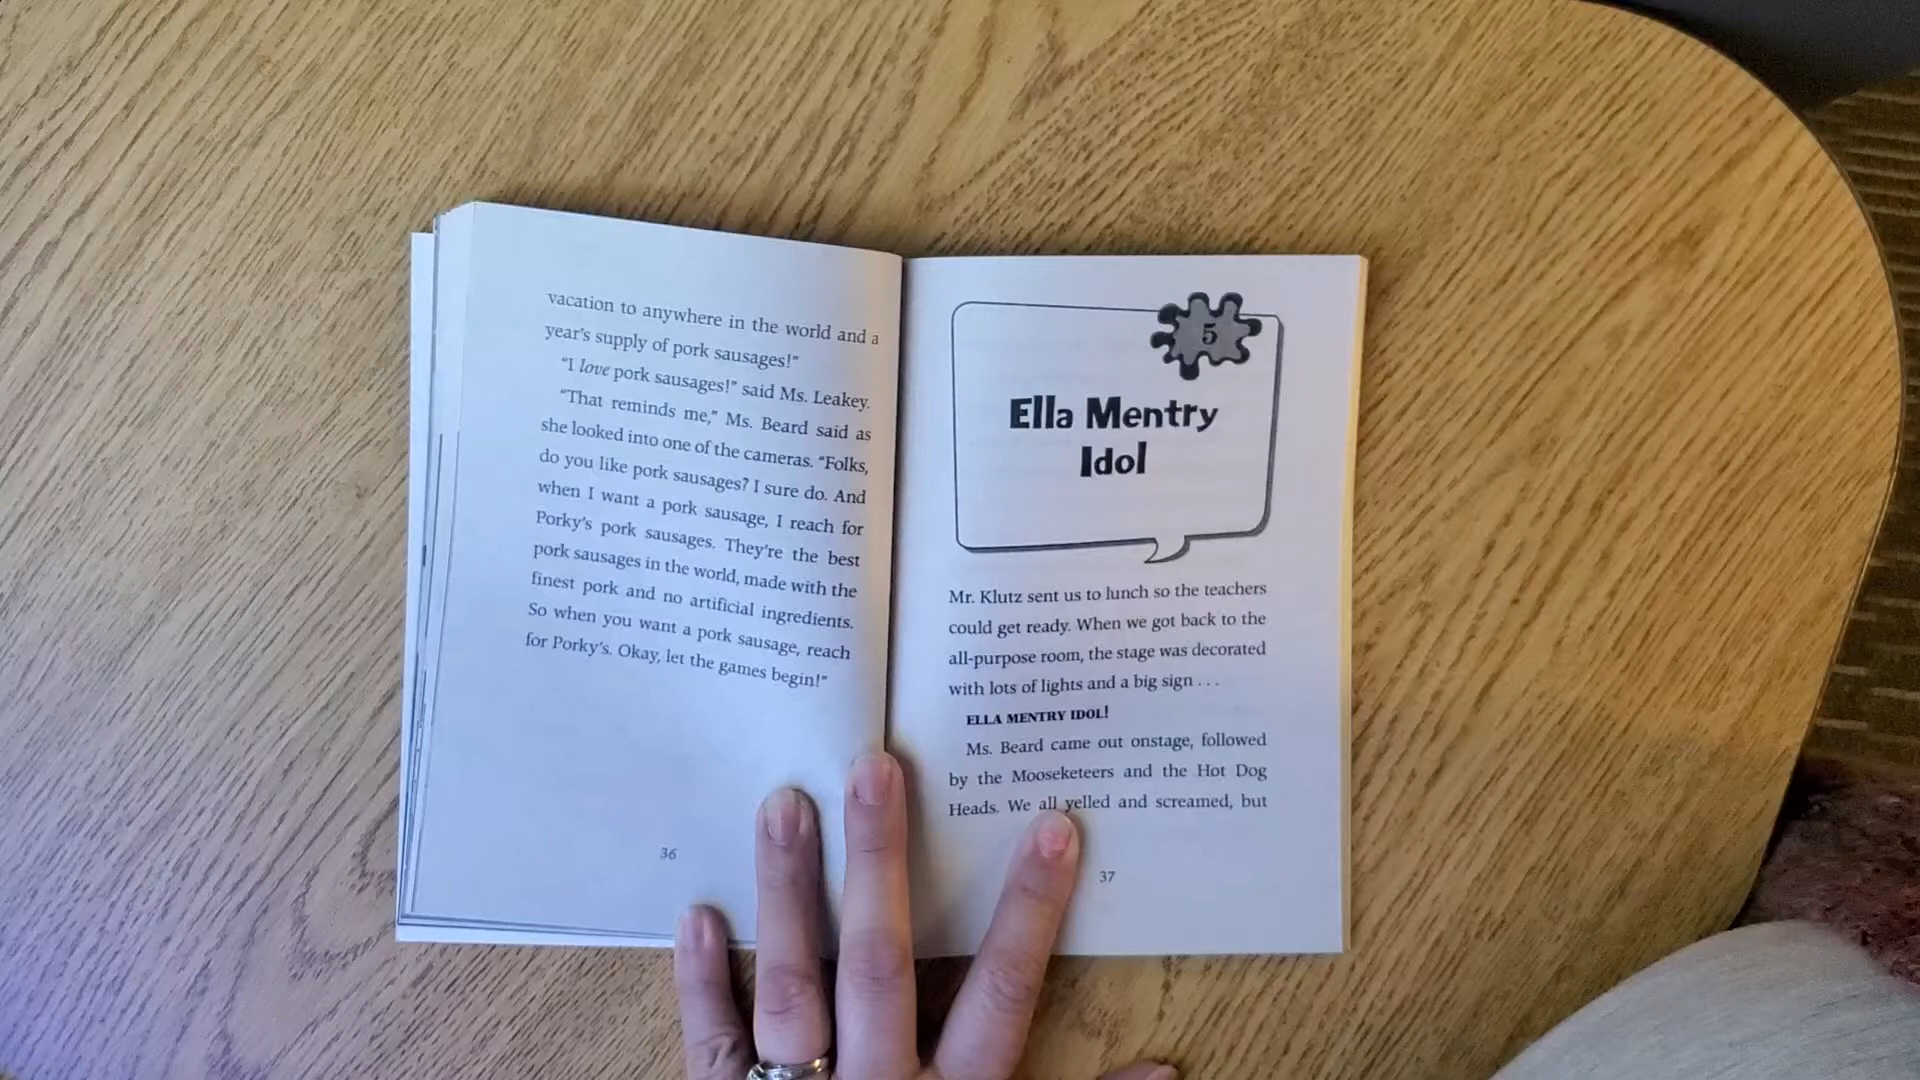 vacation to anywhere in the world and a
year's supply of pork sausages!"
"I love pork sausages!" said Ms. Leakey.
"That reminds me," Ms. Beard said as
she looked into one of the cameras. "Folks,
do you like pork sausages? I sure do. And
when I want a pork sausage, I reach for
Porky's pork sausages. They're the best
pork sausages in the world, made with the
finest pork and no artificial ingredients.
So when you want a pork sausage, reach
for Porky's. Okay, let the games begin!"
36
5
Ella Mentry
Idol
Mr. Klutz sent us to lunch so the teachers
could get ready. When we got back to the
all-purpose room, the stage was decorated
with lots of lights and a big sign . . .
ELLA MENTRY IDOL!
Ms. Beard came out onstage, followed
by the Mooseketeers and the Hot Dog
Heads. We all yelled and screamed, but
37